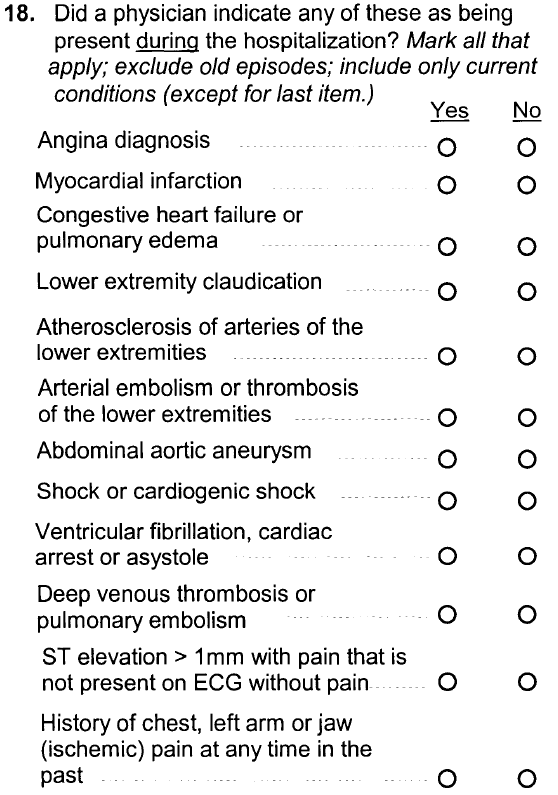 18. Did a physician indicate any of these as being
present during the hospitalization? Mark all that
apply; exclude old episodes; include only current
conditions (except for last item.)
Yes No
Angina diagnosis
Myocardial infarction
Congestive heart failure or
pulmonary edema
Lower extremity claudication
Atherosclerosis of arteries of the
lower extremities
Arterial embolism or thrombosis
of the lower extremities
Abdominal aortic aneurysm
Shock or cardiogenic shock
Ventricular fibrillation, cardiac
arrest or asystole
Deep venous thrombosis or
pulmonary embolism
ST elevation > 1mm with pain that is
not present on ECG without pain
History of chest, left arm or jaw
(ischemic) pain at any time in the
past